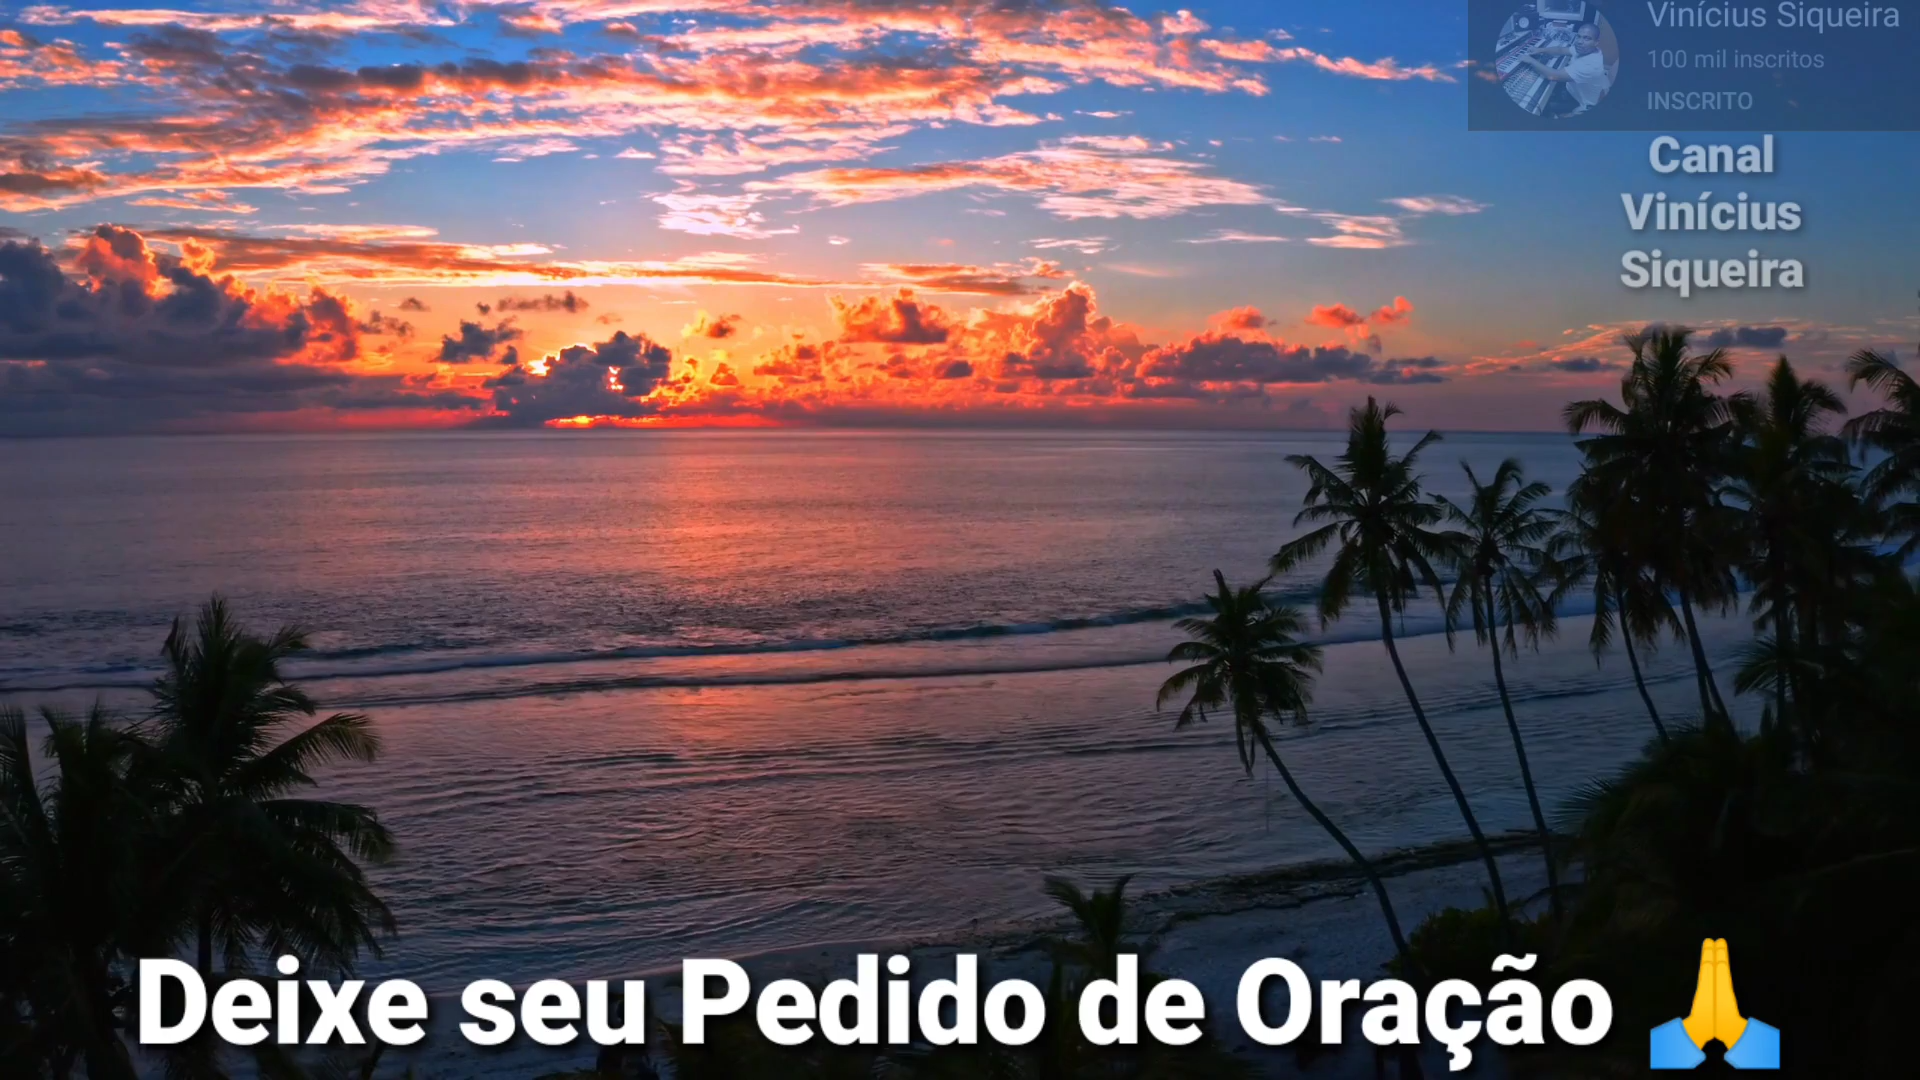 Vinícius Siqueira
100 mil inscritos
INSCRITO
Canal
Vinícius
Siqueira
Deixe seu Pedido de Oração 🙏